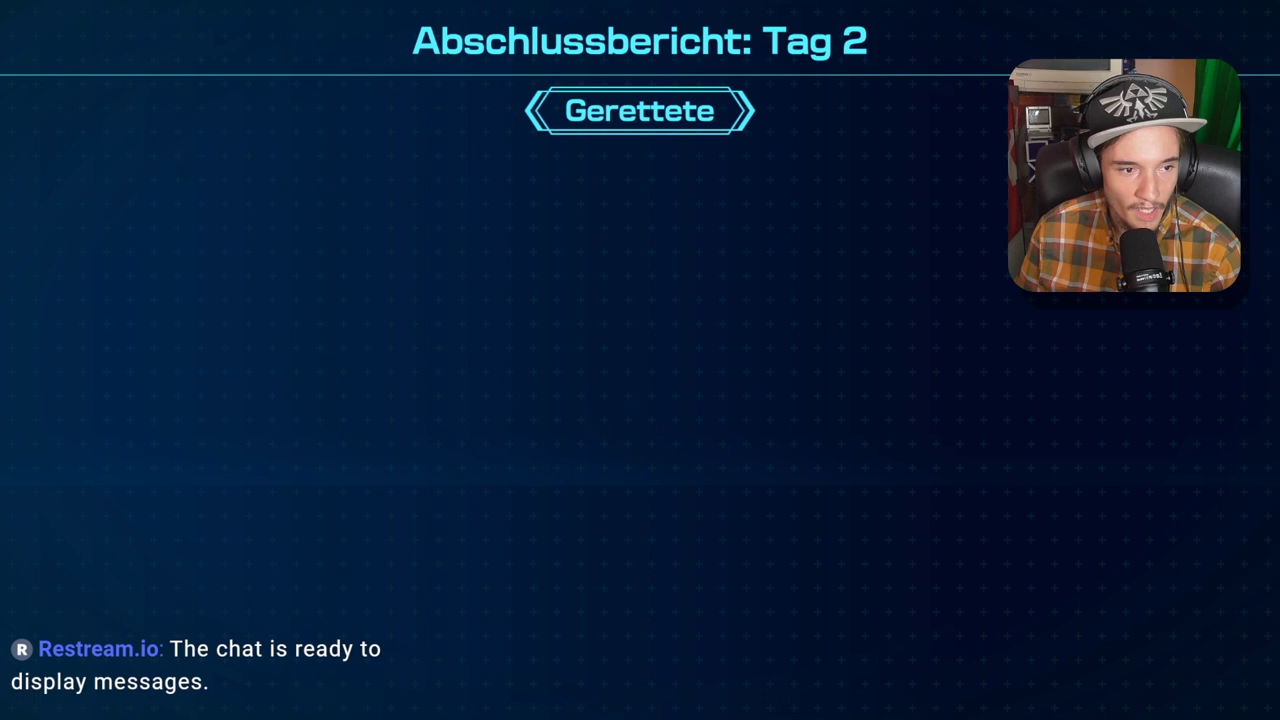 Abschlussbericht: Tag 2
Gerettete
R Restream.io: The chat is ready to
display messages.